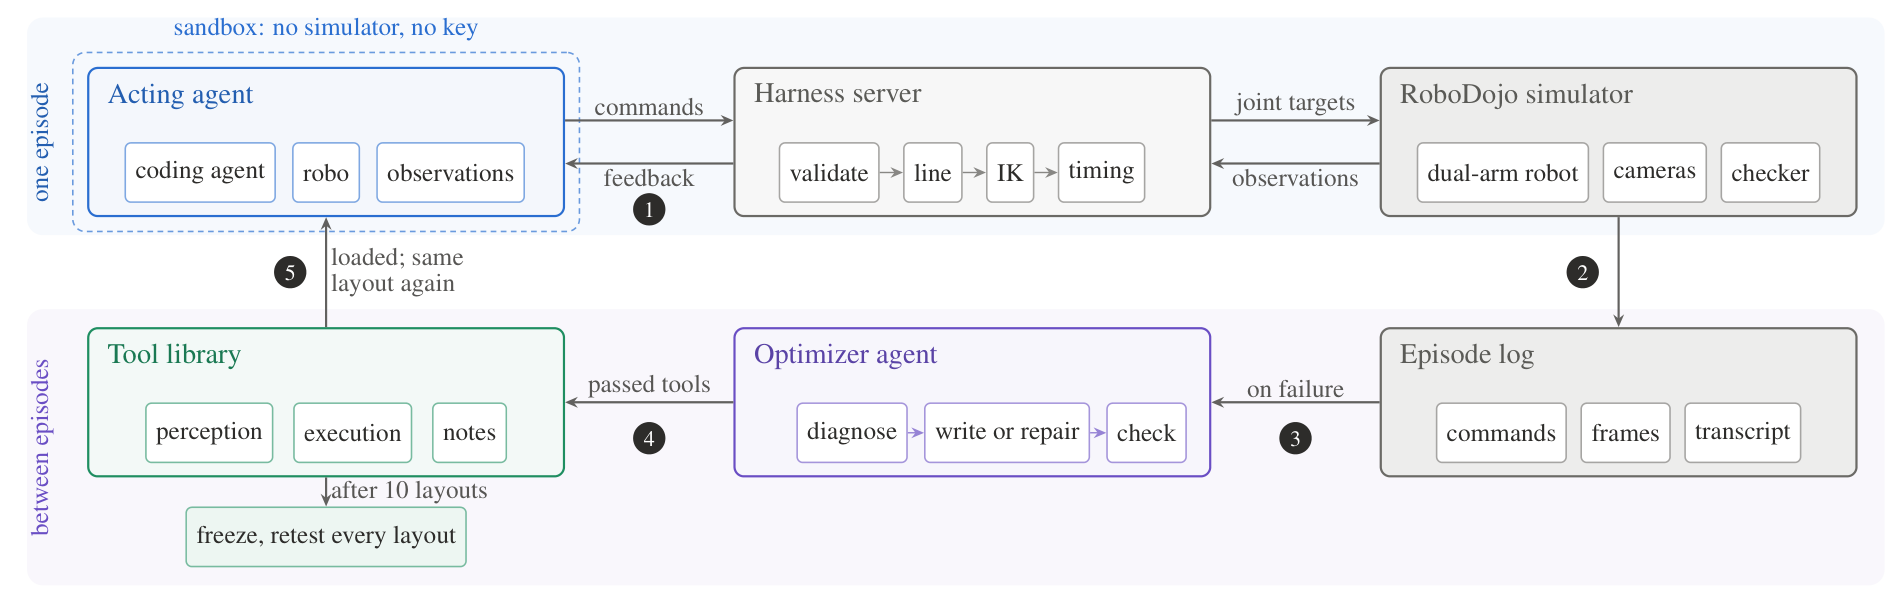 sandbox: no simulator, no key
one episode
Acting agent
coding agent
robo
observations
commands
feedback
1
Harness server
validate
line
IK
timing
joint targets
observations
RoboDojo simulator
dual-arm robot
cameras
checker
2
between episodes
Episode log
commands
frames
transcript
on failure
3
Optimizer agent
diagnose
write or repair
check
passed tools
4
Tool library
perception
execution
notes
5
loaded; same
layout again
after 10 layouts
freeze, retest every layout